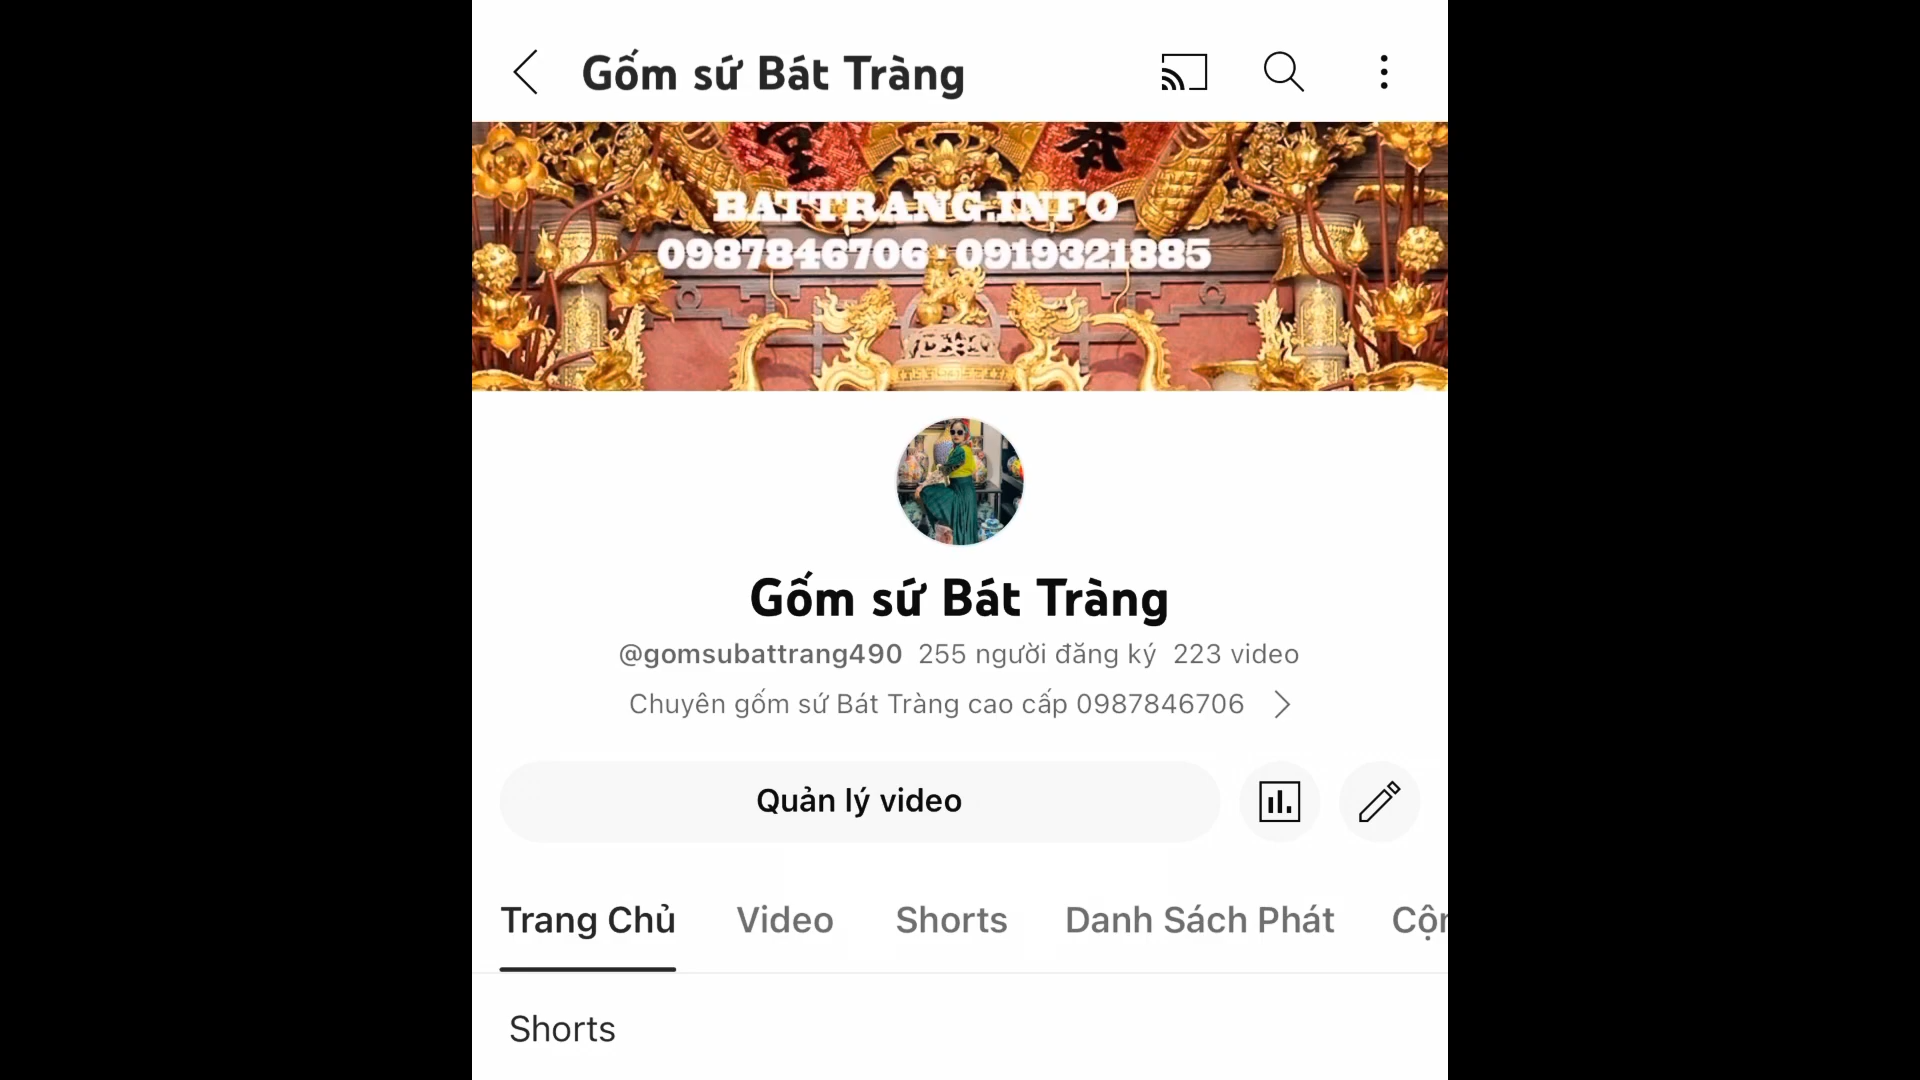 Gốm sứ Bát Tràng
BATTRANG.INFO
0987846706 - 0919321885
Gốm sứ Bát Tràng
@gomsubattrang490 255 người đăng ký 223 video
Chuyên gốm sứ Bát Tràng cao cấp 0987846706
Quản lý video
Trang Chủ Video Shorts Danh Sách Phát
Shorts